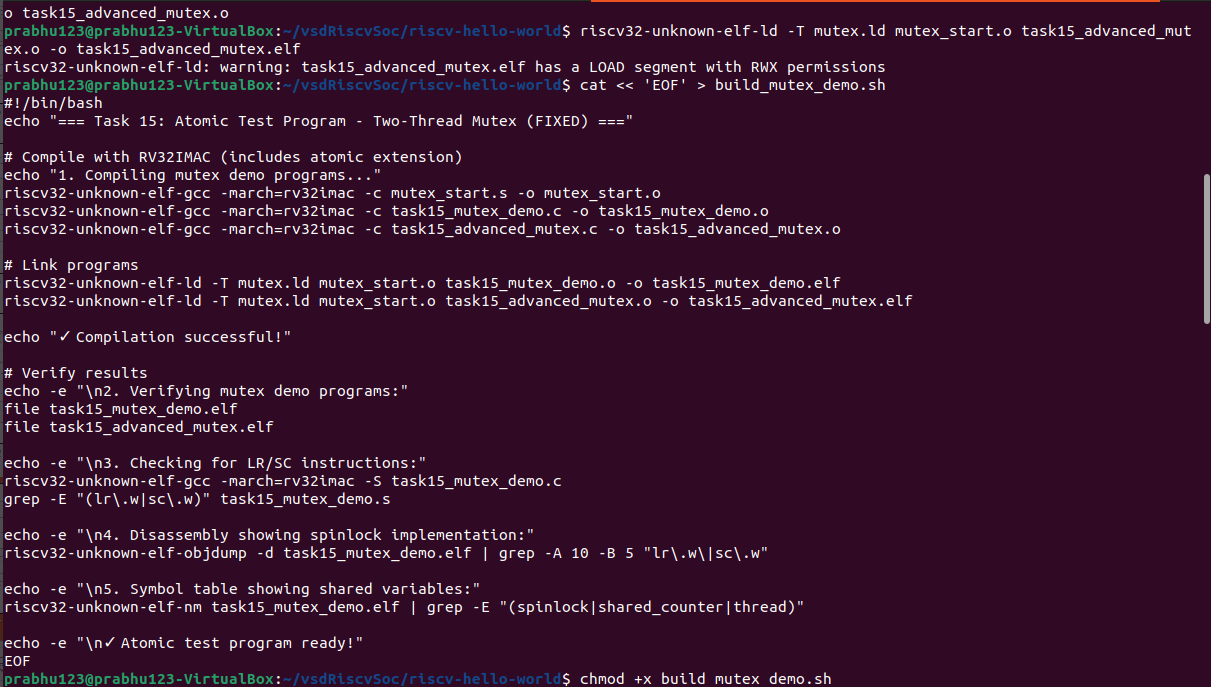 o task15_advanced_mutex.o
prabhu123@prabhu123-VirtualBox:~/vsdRiscvSoc/riscv-hello-world$ riscv32-unknown-elf-ld -T mutex.ld mutex_start.o task15_advanced_mut
ex.o -o task15_advanced_mutex.elf
riscv32-unknown-elf-ld: warning: task15_advanced_mutex.elf has a LOAD segment with RWX permissions
prabhu123@prabhu123-VirtualBox:~/vsdRiscvSoc/riscv-hello-world$ cat << 'EOF' > build_mutex_demo.sh
#!/bin/bash
echo "=== Task 15: Atomic Test Program - Two-Thread Mutex (FIXED) ==="

# Compile with RV32IMAC (includes atomic extension)
echo "1. Compiling mutex demo programs..."
riscv32-unknown-elf-gcc -march=rv32imac -c mutex_start.s -o mutex_start.o
riscv32-unknown-elf-gcc -march=rv32imac -c task15_mutex_demo.c -o task15_mutex_demo.o
riscv32-unknown-elf-gcc -march=rv32imac -c task15_advanced_mutex.c -o task15_advanced_mutex.o

# Link programs
riscv32-unknown-elf-ld -T mutex.ld mutex_start.o task15_mutex_demo.o -o task15_mutex_demo.elf
riscv32-unknown-elf-ld -T mutex.ld mutex_start.o task15_advanced_mutex.o -o task15_advanced_mutex.elf

echo "✓ Compilation successful!"

# Verify results
echo -e "\n2. Verifying mutex demo programs:"
file task15_mutex_demo.elf
file task15_advanced_mutex.elf

echo -e "\n3. Checking for LR/SC instructions:"
riscv32-unknown-elf-gcc -march=rv32imac -S task15_mutex_demo.c
grep -E "(lr\.w|sc\.w)" task15_mutex_demo.s

echo -e "\n4. Disassembly showing spinlock implementation:"
riscv32-unknown-elf-objdump -d task15_mutex_demo.elf | grep -A 10 -B 5 "lr\.w\|sc\.w"

echo -e "\n5. Symbol table showing shared variables:"
riscv32-unknown-elf-nm task15_mutex_demo.elf | grep -E "(spinlock|shared_counter|thread)"

echo -e "\n✓ Atomic test program ready!"
EOF
prabhu123@prabhu123-VirtualBox:~/vsdRiscvSoc/riscv-hello-world$ chmod +x build_mutex_demo.sh